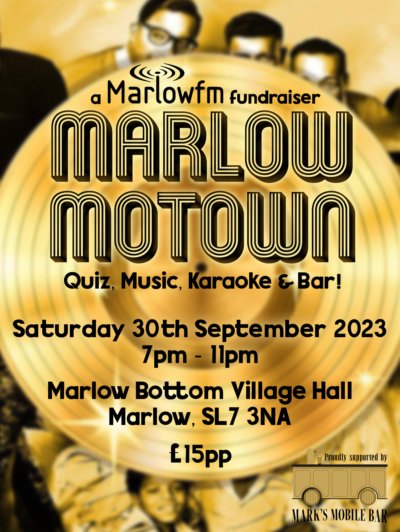 a Marlowfm fundraiser
MARLOW
MOTOWN
Quiz, Music, Karaoke & Bar!
Saturday 30th September 2023
7pm - 11pm
Marlow Bottom Village Hall
Marlow, SL7 3NA
£15pp
Proudly supported by
MARK'S MOBILE BAR